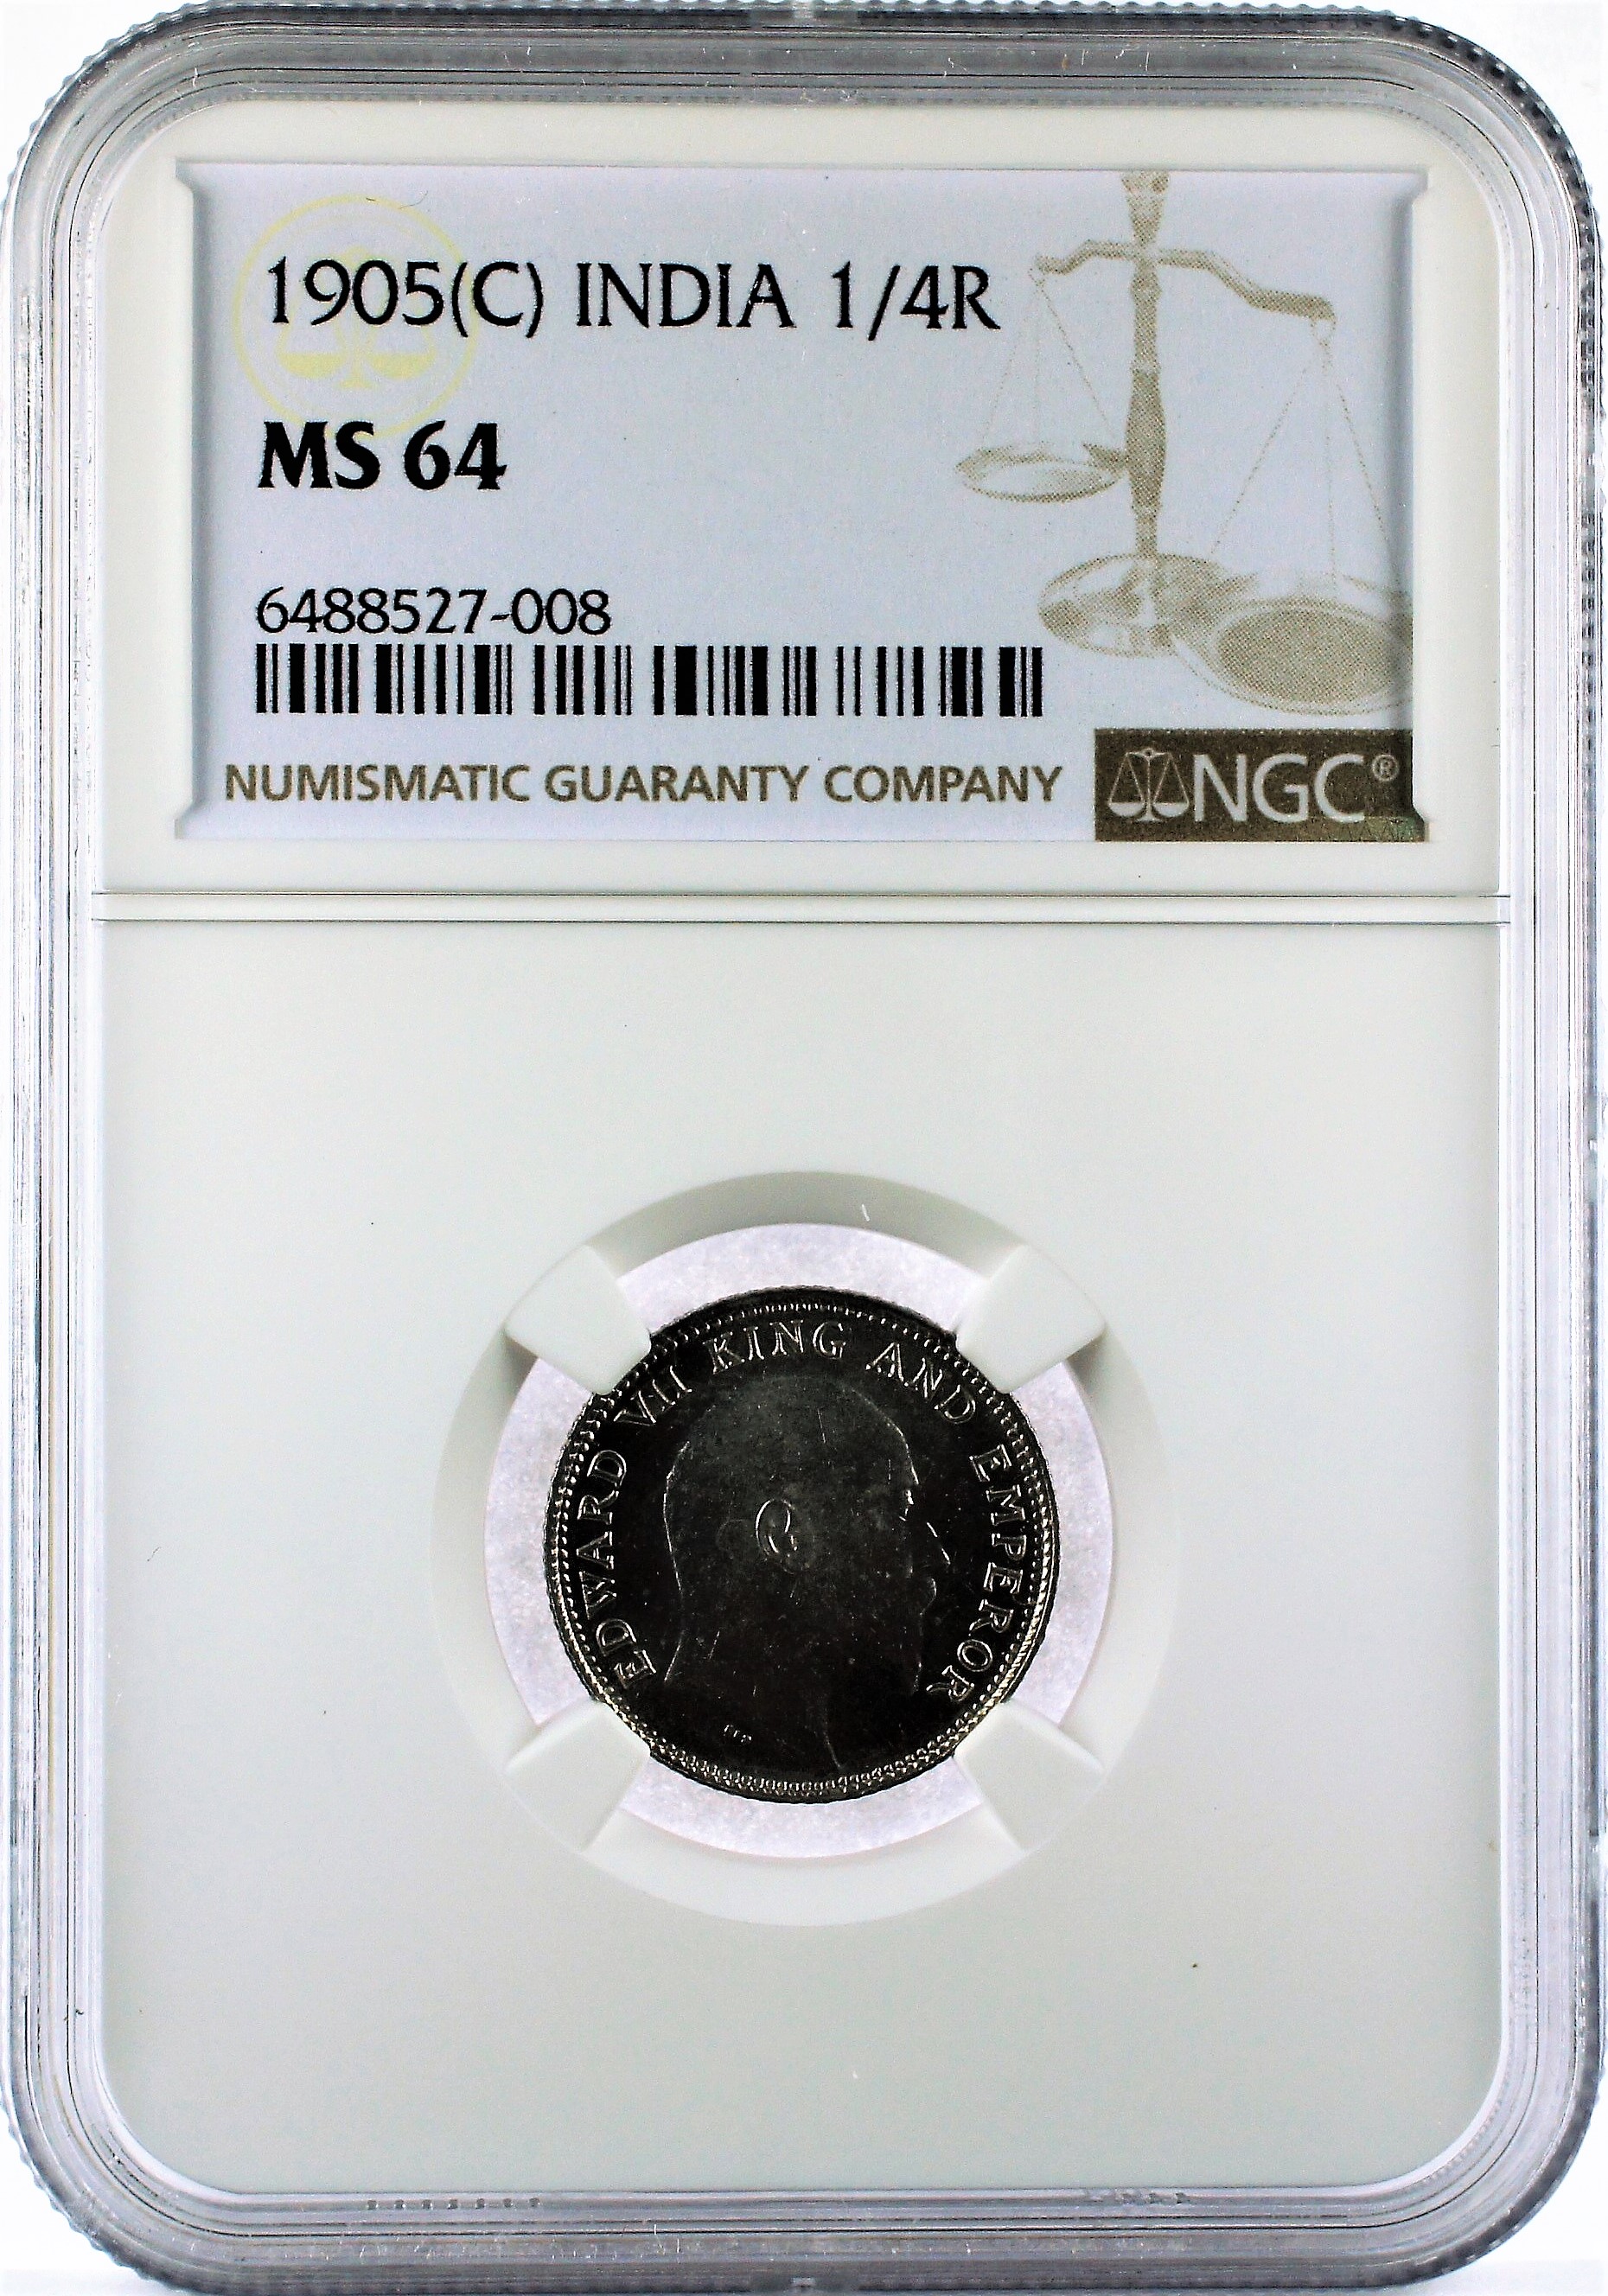 1905(C) INDIA 1/4R
MS 64
6488527-008
NUMISMATIC GUARANTY COMPANY
NGC®
EDWARD VII KING AND EMPEROR